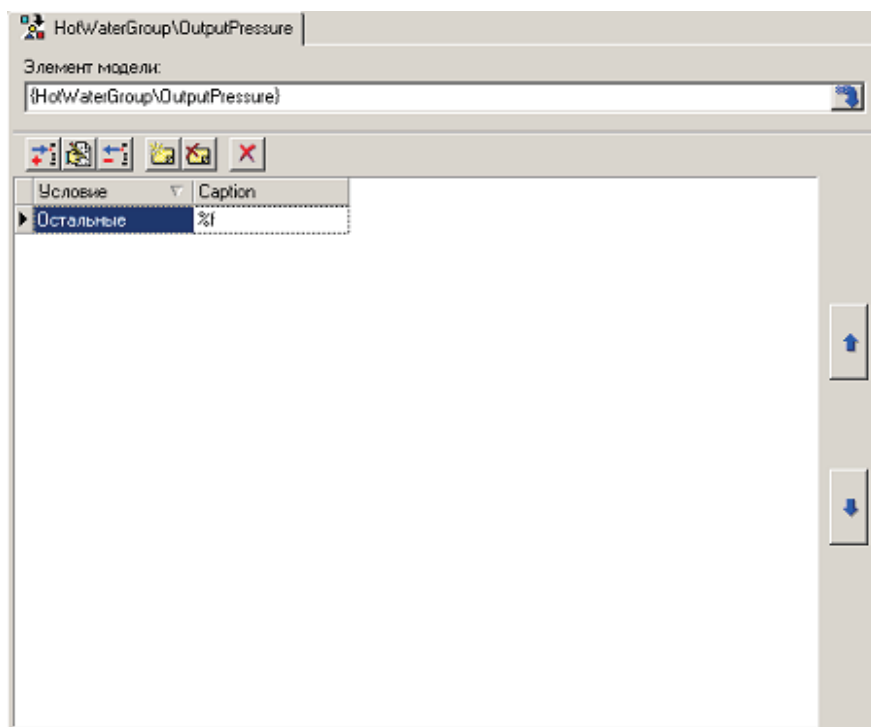 HotWaterGroup\OutputPressure
Элемент модели:
{HotWaterGroup\OutputPressure}
Условие Caption
Остальные %f